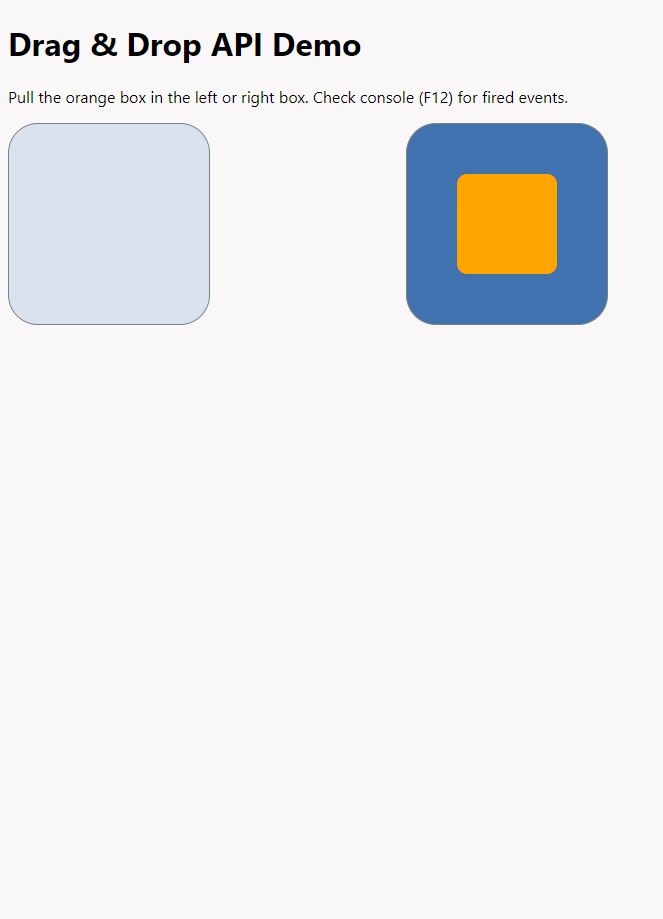 Drag & Drop API Demo
Pull the orange box in the left or right box. Check console (F12) for fired events.